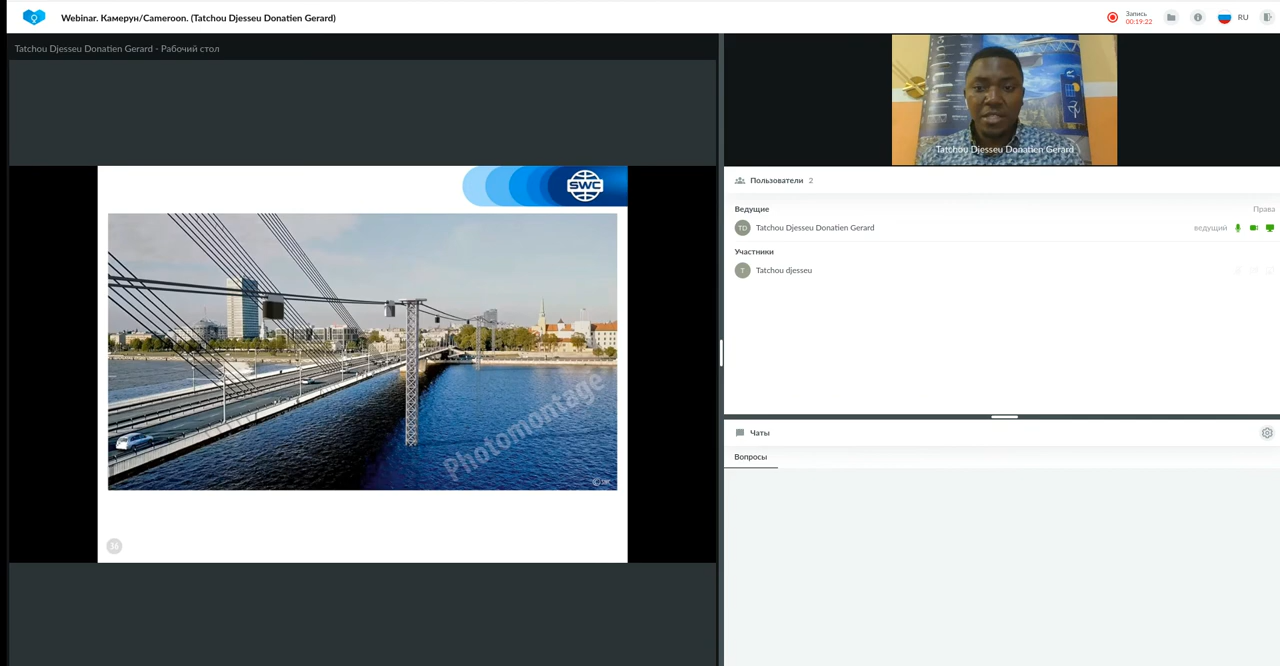 Webinar. Камерун/Cameroon. (Tatchou Djesseu Donatien Gerard)
Запись
00:19:22
RU
Tatchou Djesseu Donatien Gerard - Рабочий стол
SWC
Photomontage
36
Tatchou Djesseu Donatien Gerard
Пользователи 2
Ведущие Права
TD Tatchou Djesseu Donatien Gerard ведущий
Участники
T Tatchou djesseu
Чаты
Вопросы